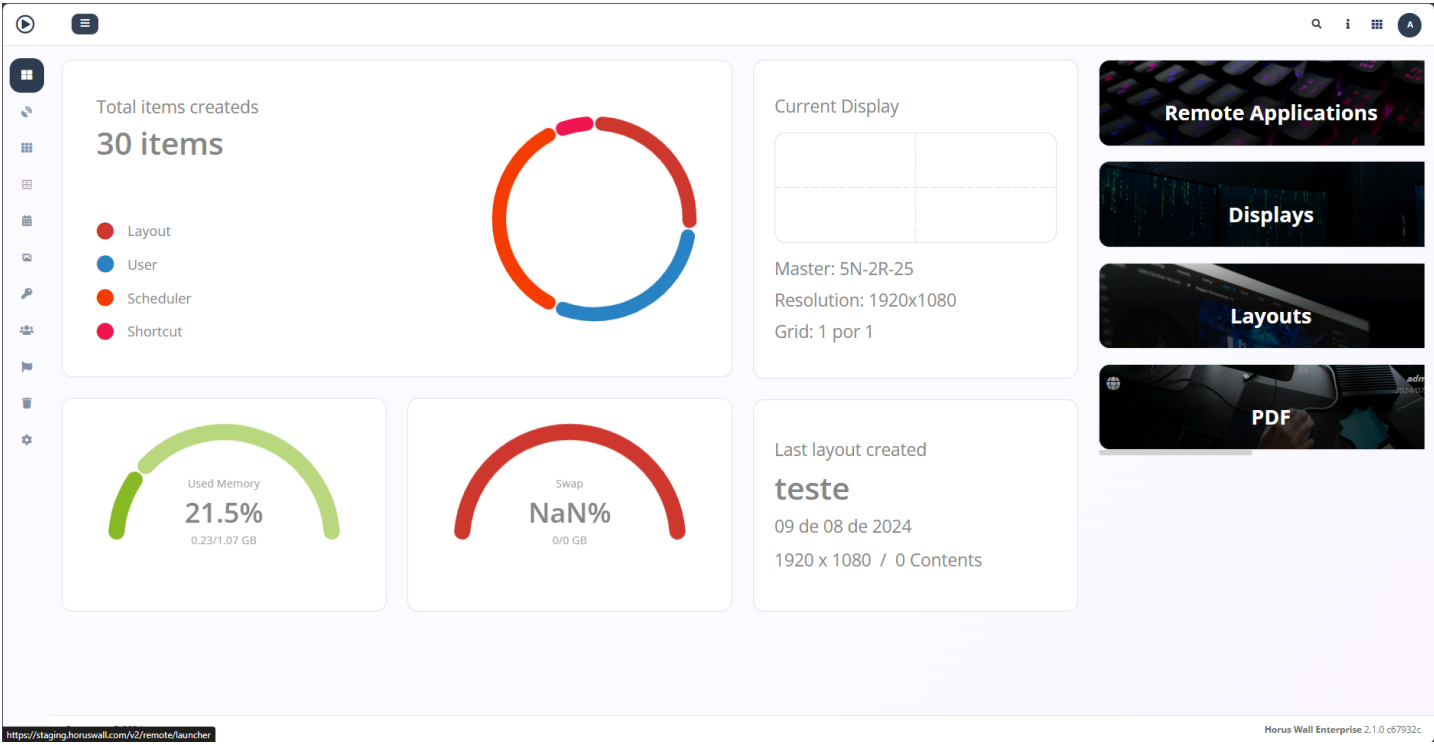 A
Total items createds
30 items
Layout
User
Scheduler
Shortcut
Current Display
Master: 5N-2R-25
Resolution: 1920x1080
Grid: 1 por 1
Remote Applications
Displays
Layouts
adm
2024/07
PDF
Used Memory
21.5%
0.23/1.07 GB
Swap
NaN%
0/0 GB
Last layout created
teste
09 de 08 de 2024
1920 x 1080 / 0 Contents
https://staging.horuswall.com/v2/remote/launcher
Horus Wall Enterprise 2.1.0 c67932c